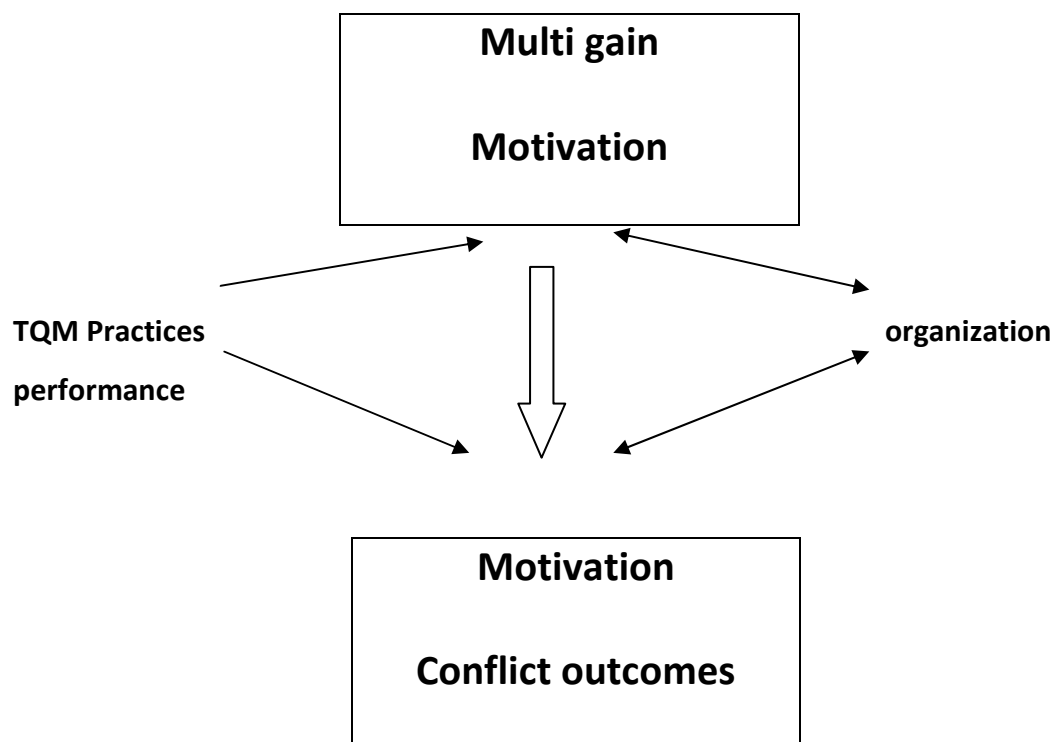 Multi gain
Motivation
TQM Practices
performance
organization
Motivation
Conflict outcomes